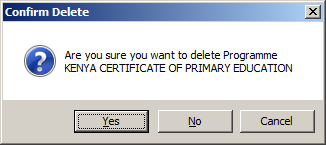 Confirm Delete
Are you sure you want to delete Programme
KENYA CERTIFICATE OF PRIMARY EDUCATION
Yes
No
Cancel